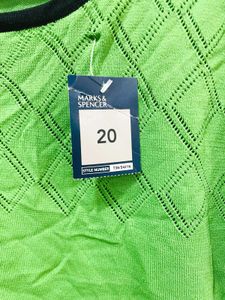 MARKS &
SPENCER
20
STYLE NUMBER